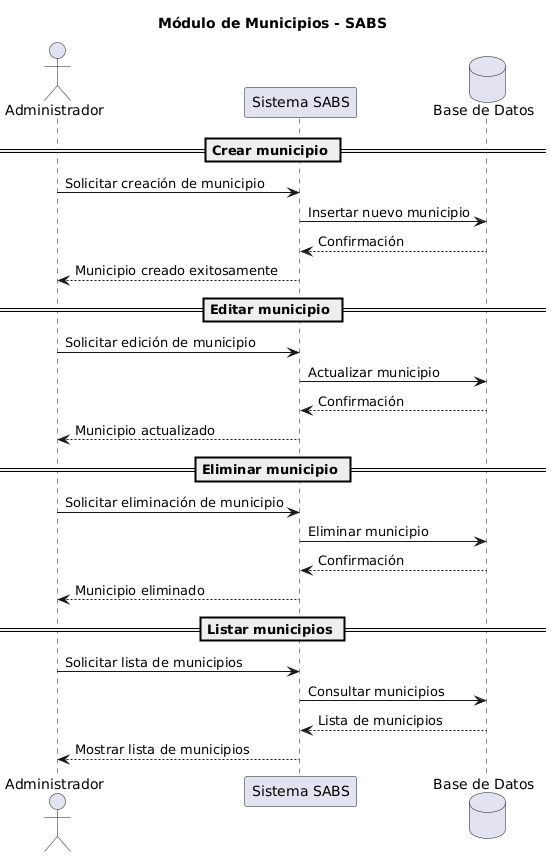 Módulo de Municipios - SABS
Administrador
Sistema SABS
Base de Datos
Crear municipio
Solicitar creación de municipio
Insertar nuevo municipio
Confirmación
Municipio creado exitosamente
Editar municipio
Solicitar edición de municipio
Actualizar municipio
Confirmación
Municipio actualizado
Eliminar municipio
Solicitar eliminación de municipio
Eliminar municipio
Confirmación
Municipio eliminado
Listar municipios
Solicitar lista de municipios
Consultar municipios
Lista de municipios
Mostrar lista de municipios
Administrador
Sistema SABS
Base de Datos